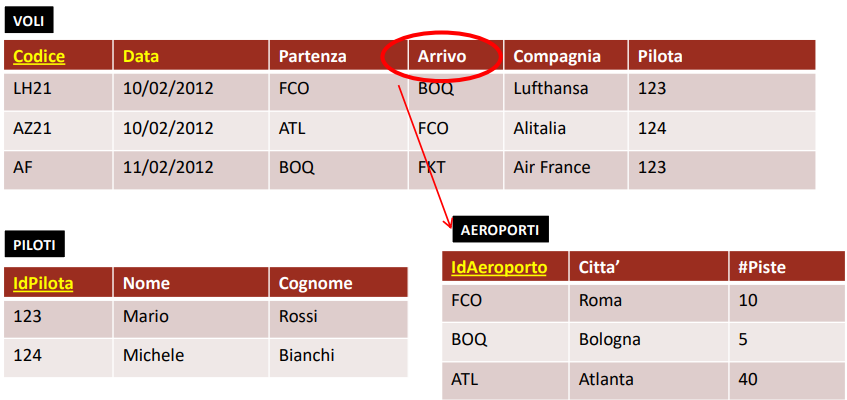 VOLI
Codice Data Partenza Arrivo Compagnia Pilota
LH21 10/02/2012 FCO BOQ Lufthansa 123
AZ21 10/02/2012 ATL FCO Alitalia 124
AF 11/02/2012 BOQ FKT Air France 123
PILOTI
IdPilota Nome Cognome
123 Mario Rossi
124 Michele Bianchi
AEROPORTI
IdAeroporto Citta’ #Piste
FCO Roma 10
BOQ Bologna 5
ATL Atlanta 40